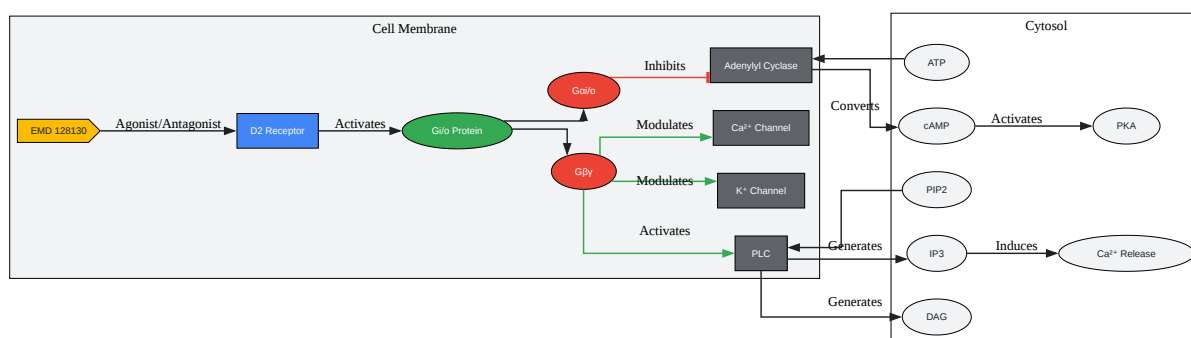 Cell Membrane
Cytosol
EMD 128130
Agonist/Antagonist
D2 Receptor
Activates
Gi/o Protein
Gαi/o
Inhibits
Adenylyl Cyclase
ATP
Converts
cAMP
Activates
PKA
Gβγ
Modulates
Ca²⁺ Channel
Modulates
K⁺ Channel
PIP2
Activates
PLC
Generates
IP3
Induces
Ca²⁺ Release
Generates
DAG